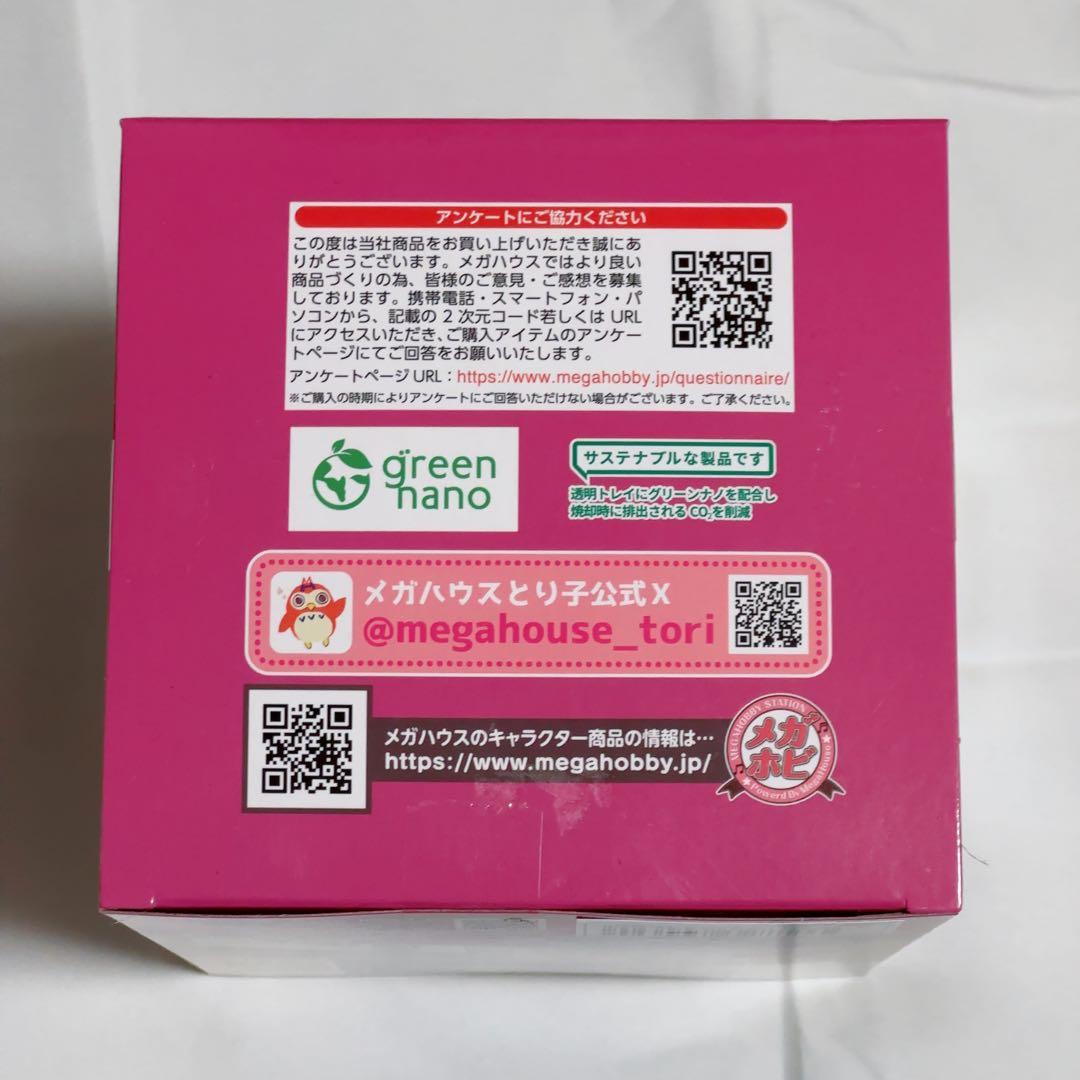 アンケートにご協力ください
この度は当社商品をお買い上げいただき誠にあ
りがとうございます。メガハウスではより良い
商品づくりの為、皆様のご意見・ご感想を募集
しております。携帯電話・スマートフォン・パ
ソコンから、記載の2次元コード若しくはURL
にアクセスいただき、ご購入アイテムのアンケー
トページにてご回答をお願いいたします。
アンケートページURL：https://www.megahobby.jp/questionnaire/
※ご購入の時期によりアンケートにご回答いただけない場合がございます。ご了承ください。
green
nano
サステナブルな製品です
透明トレイにグリーンナノを配合し
焼却時に排出されるCO₂を削減
メガハウスとり子公式X
@megahouse_tori
メガハウスのキャラクター商品の情報は…
https://www.megahobby.jp/
MEGAHOBBY STATION
メガ
ホビ
Powered By MegaHouse